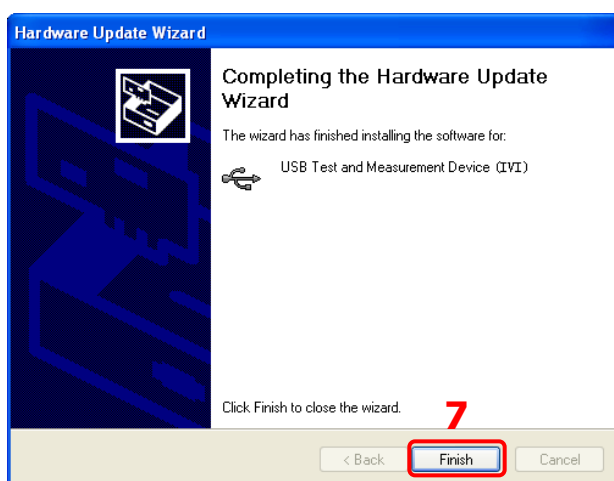 Hardware Update Wizard
Completing the Hardware Update
Wizard
The wizard has finished installing the software for:
USB Test and Measurement Device (IVI)
Click Finish to close the wizard.
7
< Back
Finish
Cancel